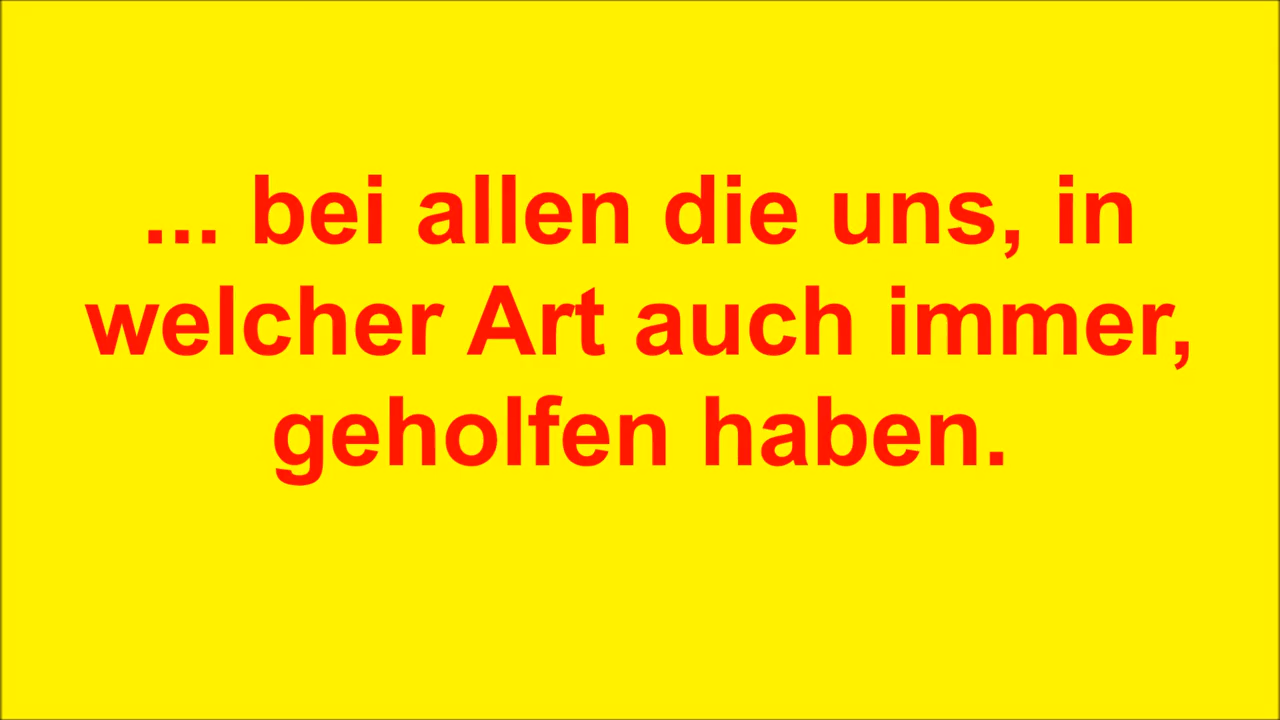 ... bei allen die uns, in
welcher Art auch immer,
geholfen haben.